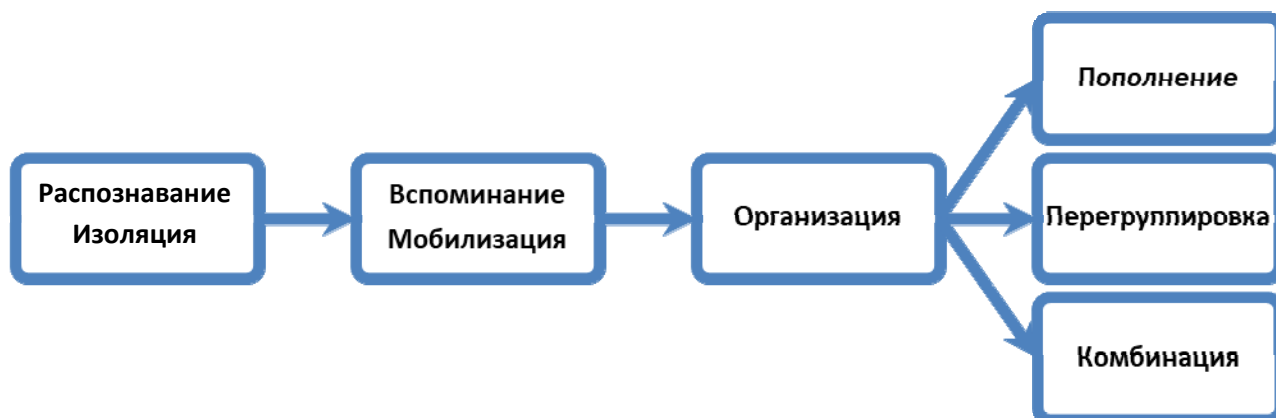 Распознавание
Изоляция
Вспоминание
Мобилизация
Организация
Пополнение
Перегруппировка
Комбинация